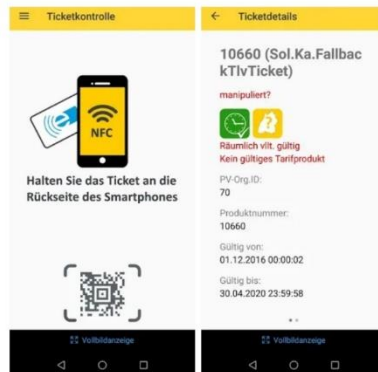 Ticketkontrolle
NFC
Halten Sie das Ticket an die
Rückseite des Smartphones
Vollbildanzeige
Ticketdetails
10660 (Sol.Ka.Fallbac
kTlvTicket)
manipuliert?
Räumlich vllt. gültig
Kein gültiges Tarifprodukt
PV-Org.ID:
70
Produktnummer:
10660
Gültig von:
01.12.2016 00:00:02
Gültig bis:
30.04.2020 23:59:58
Vollbildanzeige